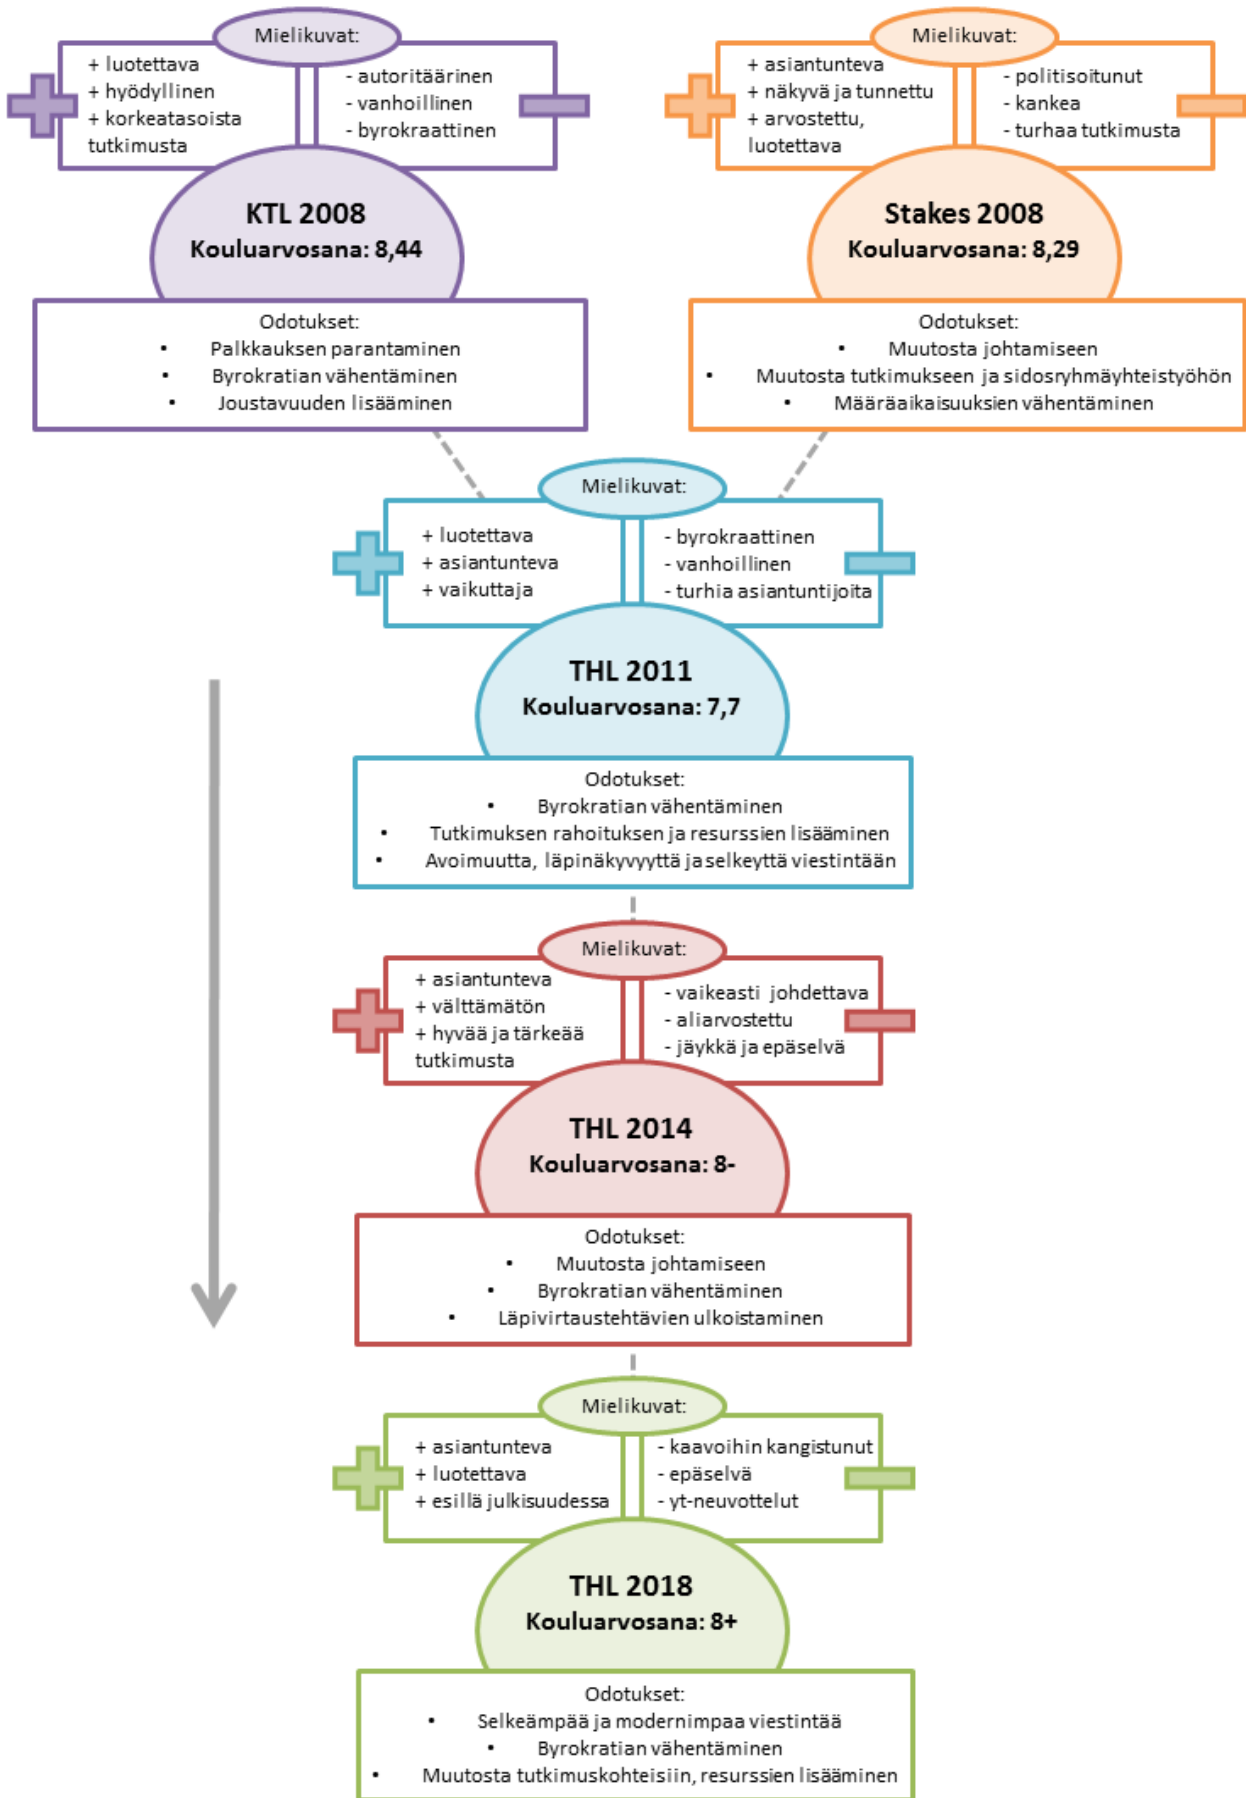 Mielikuvat:
+ luotettava
+ hyödyllinen
+ korkeatasoista
tutkimusta
- autoritäärinen
- vanhoillinen
- byrokraattinen
KTL 2008
Kouluarvosana: 8,44
Odotukset:
• Palkkauksen parantaminen
• Byrokratian vähentäminen
• Joustavuuden lisääminen
Mielikuvat:
+ asiantunteva
+ näkyvä ja tunnettu
+ arvostettu,
luotettava
- politisoitunut
- kankea
- turhaa tutkimusta
Stakes 2008
Kouluarvosana: 8,29
Odotukset:
• Muutosta johtamiseen
• Muutosta tutkimukseen ja sidosryhmäyhteistyöhön
• Määräaikaisuuksien vähentäminen
Mielikuvat:
+ luotettava
+ asiantunteva
+ vaikuttaja
- byrokraattinen
- vanhoillinen
- turhia asiantuntijoita
THL 2011
Kouluarvosana: 7,7
Odotukset:
• Byrokratian vähentäminen
• Tutkimuksen rahoituksen ja resurssien lisääminen
• Avoimuutta, läpinäkyvyyttä ja selkeyttä viestintään
Mielikuvat:
+ asiantunteva
+ välttämätön
+ hyvää ja tärkeää
tutkimusta
- vaikeasti johdettava
- aliarvostettu
- jäykkä ja epäselvä
THL 2014
Kouluarvosana: 8-
Odotukset:
• Muutosta johtamiseen
• Byrokratian vähentäminen
• Läpivirtaustehtävien ulkoistaminen
Mielikuvat:
+ asiantunteva
+ luotettava
+ esillä julkisuudessa
- kaavoihin kangistunut
- epäselvä
- yt-neuvottelut
THL 2018
Kouluarvosana: 8+
Odotukset:
• Selkeämpää ja modernimpaa viestintää
• Byrokratian vähentäminen
• Muutosta tutkimuskohteisiin, resurssien lisääminen